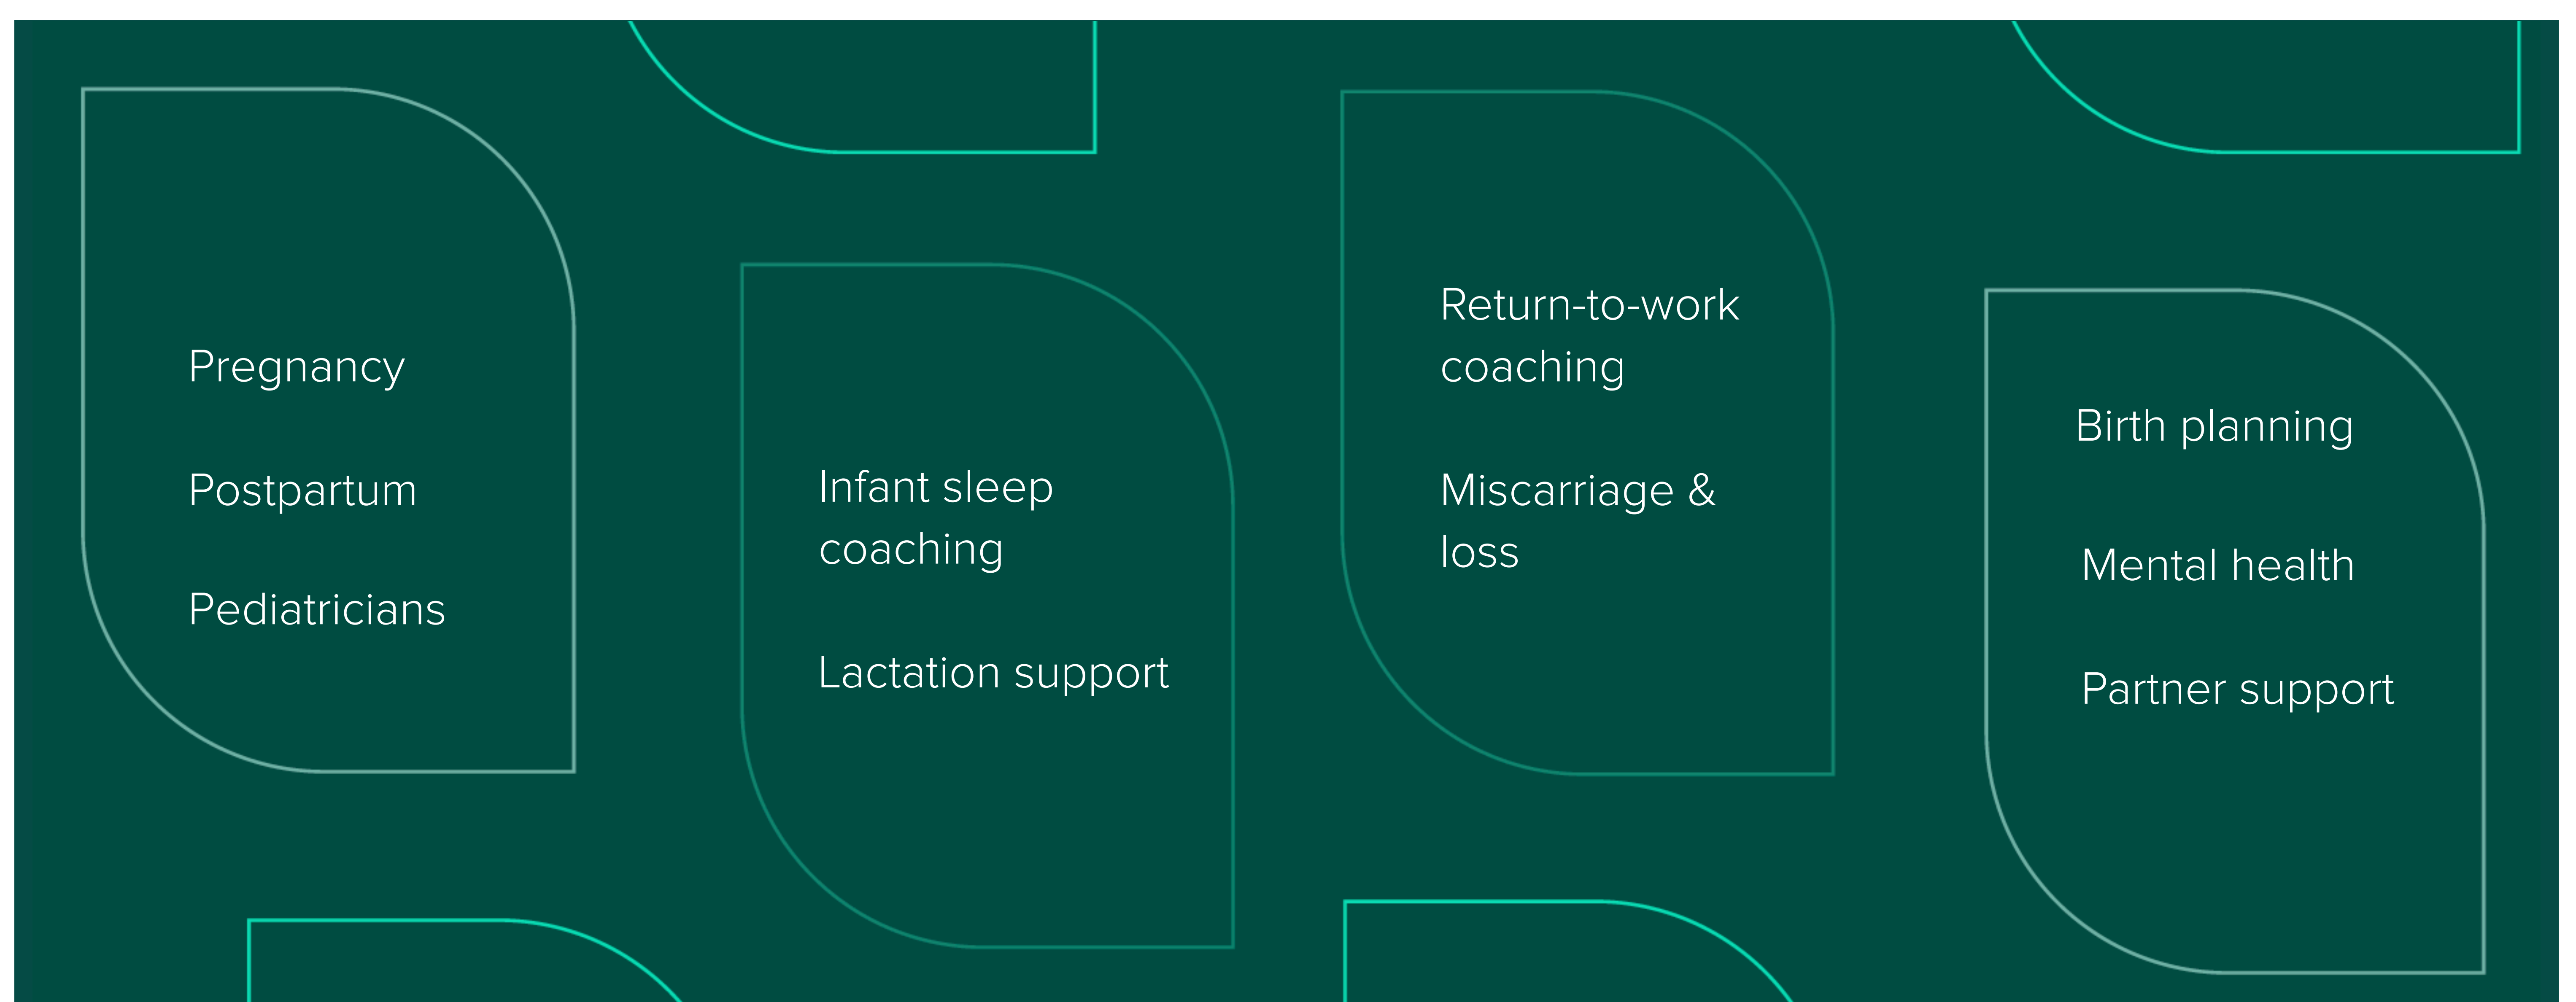 Pregnancy
Postpartum
Pediatricians
Infant sleep
coaching
Lactation support
Return-to-work
coaching
Miscarriage &
loss
Birth planning
Mental health
Partner support